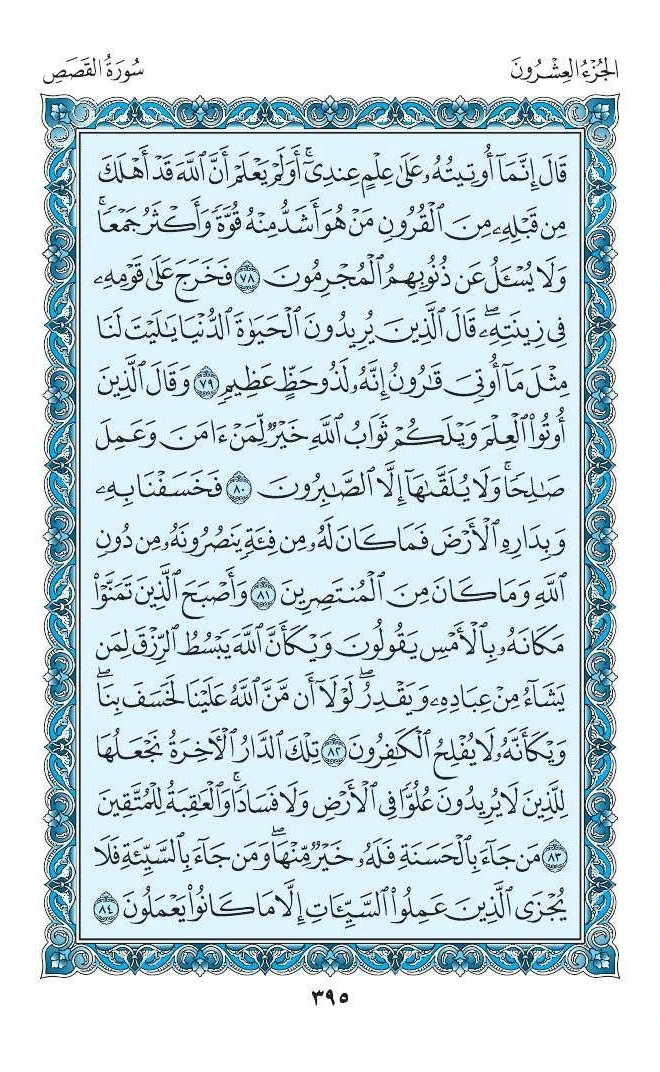 الجُزْءُ العِشْرُونَ
سُورَةُ القَصَصِ
قَالَ إِنَّمَآ أُوتِيتُهُۥ عَلَىٰ عِلْمٍ عِندِىٓۚ أَوَلَمْ يَعْلَمْ أَنَّ ٱللَّهَ قَدْ أَهْلَكَ
مِن قَبْلِهِۦ مِنَ ٱلْقُرُونِ مَنْ هُوَ أَشَدُّ مِنْهُ قُوَّةً وَأَكْثَرُ جَمْعًاۚ
وَلَا يُسْـَٔلُ عَن ذُنُوبِهِمُ ٱلْمُجْرِمُونَ ٧٨ فَخَرَجَ عَلَىٰ قَوْمِهِۦ
فِى زِينَتِهِۦۖ قَالَ ٱلَّذِينَ يُرِيدُونَ ٱلْحَيَوٰةَ ٱلدُّنْيَا يَـٰلَيْتَ لَنَا
مِثْلَ مَآ أُوتِىَ قَـٰرُونُ إِنَّهُۥ لَذُو حَظٍّ عَظِيمٍ ٧٩ وَقَالَ ٱلَّذِينَ
أُوتُوا۟ ٱلْعِلْمَ وَيْلَكُمْ ثَوَابُ ٱللَّهِ خَيْرٌ لِّمَنْ ءَامَنَ وَعَمِلَ
صَـٰلِحًاۚ وَلَا يُلَقَّىٰهَآ إِلَّا ٱلصَّـٰبِرُونَ ٨٠ فَخَسَفْنَا بِهِۦ
وَبِدَارِهِ ٱلْأَرْضَ فَمَا كَانَ لَهُۥ مِن فِئَةٍ يَنصُرُونَهُۥ مِن دُونِ
ٱللَّهِ وَمَا كَانَ مِنَ ٱلْمُنتَصِرِينَ ٨١ وَأَصْبَحَ ٱلَّذِينَ تَمَنَّوْا۟
مَكَانَهُۥ بِٱلْأَمْسِ يَقُولُونَ وَيْكَأَنَّ ٱللَّهَ يَبْسُطُ ٱلرِّزْقَ لِمَن
يَشَآءُ مِنْ عِبَادِهِۦ وَيَقْدِرُۖ لَوْلَآ أَن مَّنَّ ٱللَّهُ عَلَيْنَا لَخَسَفَ بِنَاۖ
وَيْكَأَنَّهُۥ لَا يُفْلِحُ ٱلْكَـٰفِرُونَ ٨٢ تِلْكَ ٱلدَّارُ ٱلْـَٔاخِرَةُ نَجْعَلُهَا
لِلَّذِينَ لَا يُرِيدُونَ عُلُوًّا فِى ٱلْأَرْضِ وَلَا فَسَادًاۚ وَٱلْعَـٰقِبَةُ لِلْمُتَّقِينَ
٨٣ مَن جَآءَ بِٱلْحَسَنَةِ فَلَهُۥ خَيْرٌ مِّنْهَاۖ وَمَن جَآءَ بِٱلسَّيِّئَةِ فَلَا
يُجْزَى ٱلَّذِينَ عَمِلُوا۟ ٱلسَّيِّـَٔاتِ إِلَّا مَا كَانُوا۟ يَعْمَلُونَ ٨٤
٣٩٥